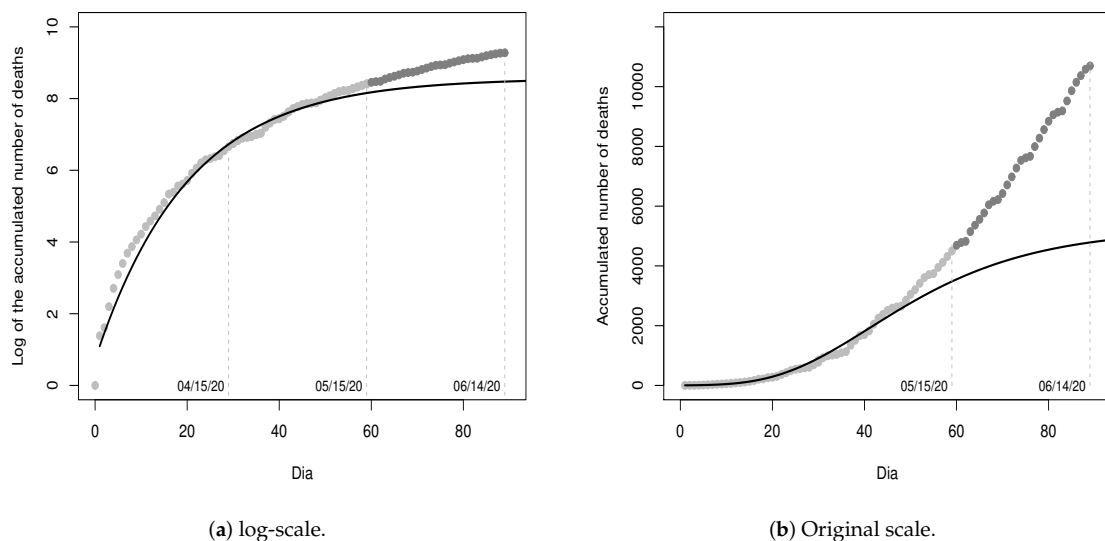 Log of the accumulated number of deaths
10
8
6
4
2
0
04/15/20
05/15/20
06/14/20
0 20 40 60 80
Dia
(a) log-scale.
Accumulated number of deaths
10000
8000
6000
4000
2000
0
05/15/20
06/14/20
0 20 40 60 80
Dia
(b) Original scale.